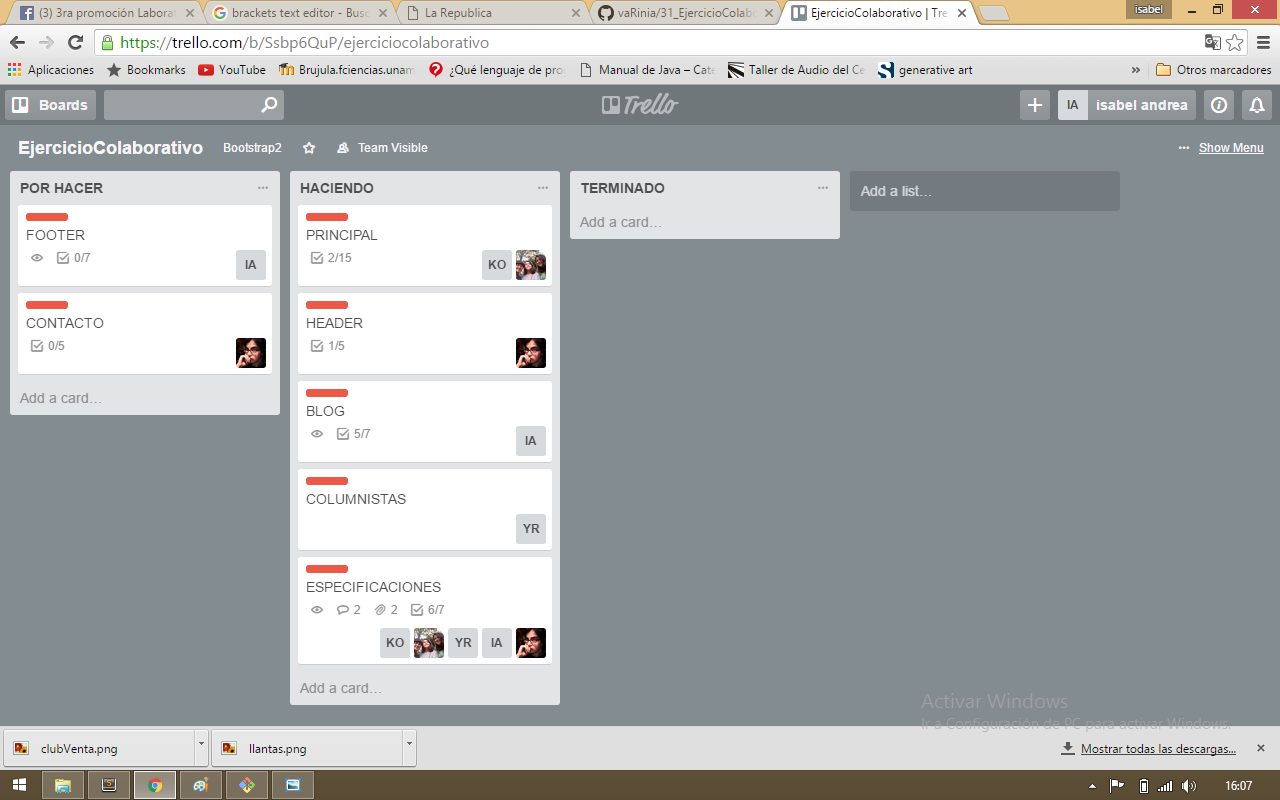 isabel
(3) 3ra promoción Laborat
brackets text editor - Busc
La Republica
vaRinia/31_EjercicioColab
EjercicioColaborativo | Tre
https://trello.com/b/Ssbp6QuP/ejerciciocolaborativo
Aplicaciones Bookmarks YouTube Brujula.fciencias.unam ¿Qué lenguaje de pro Manual de Java – Cate Taller de Audio del Ce generative art » Otros marcadores
Boards Trello + IA isabel andrea
EjercicioColaborativo Bootstrap2 Team Visible ... Show Menu
POR HACER ...
FOOTER
0/7
IA
CONTACTO
0/5
Add a card...
HACIENDO ...
PRINCIPAL
2/15
KO
HEADER
1/5
BLOG
5/7
IA
COLUMNISTAS
YR
ESPECIFICACIONES
2 2 6/7
KO YR IA
Add a card...
TERMINADO ...
Add a card...
Add a list...
Activar Windows
Ir a Configuración de PC para activar Windows.
clubVenta.png llantas.png Mostrar todas las descargas...
16:07